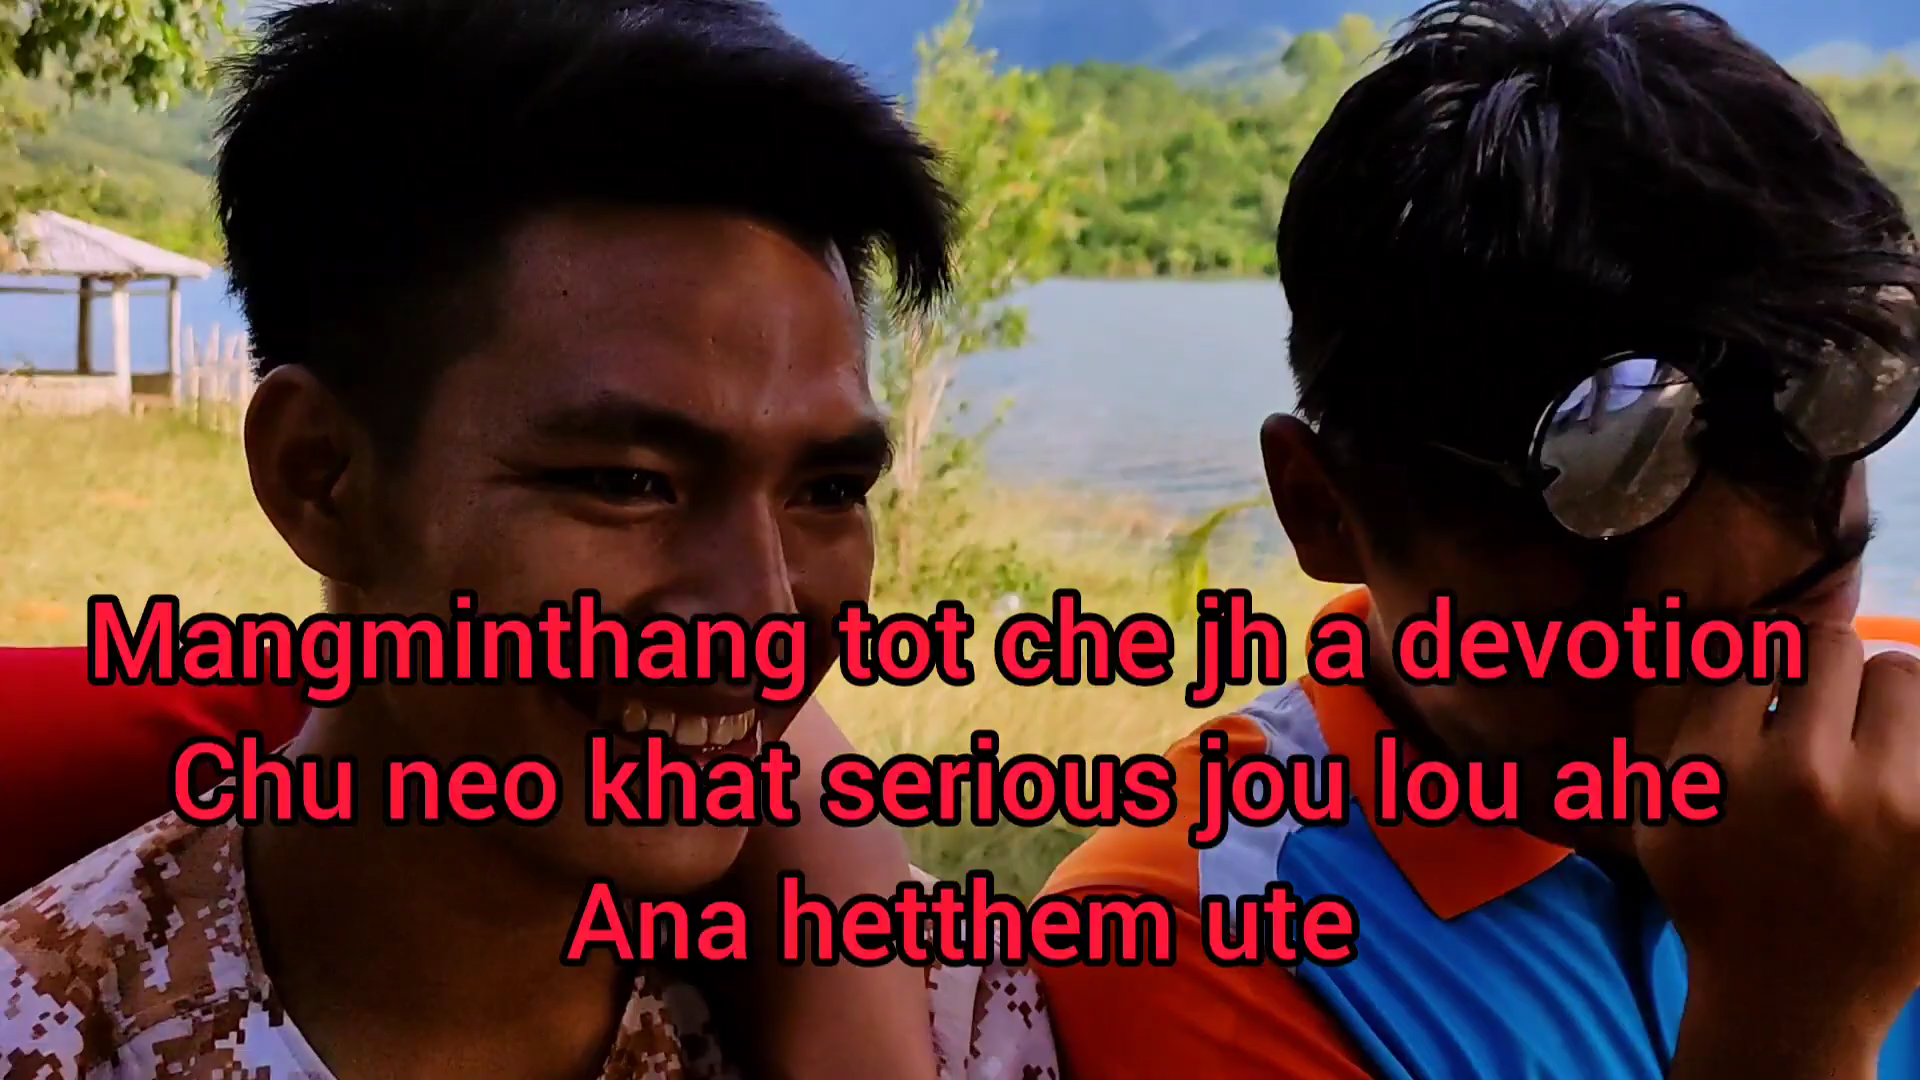 Mangminthang tot che jh a devotion
Chu neo khat serious jou lou ahe
Ana hetthem ute